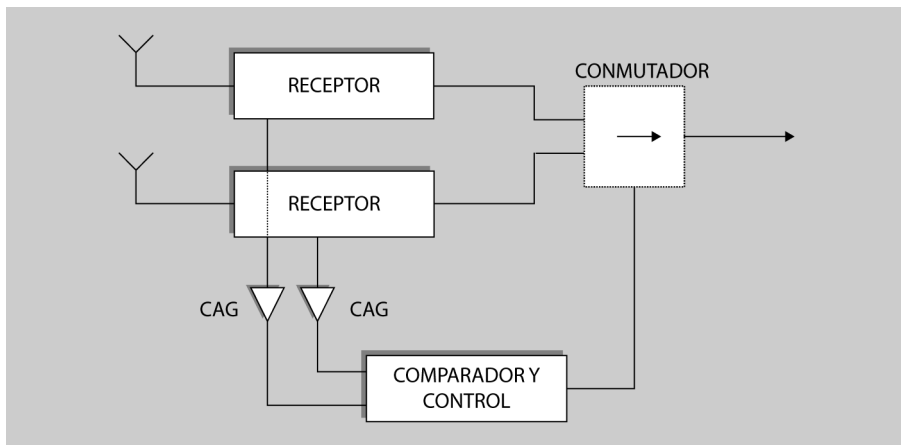 RECEPTOR
CONMUTADOR
RECEPTOR
CAG
CAG
COMPARADOR Y
CONTROL